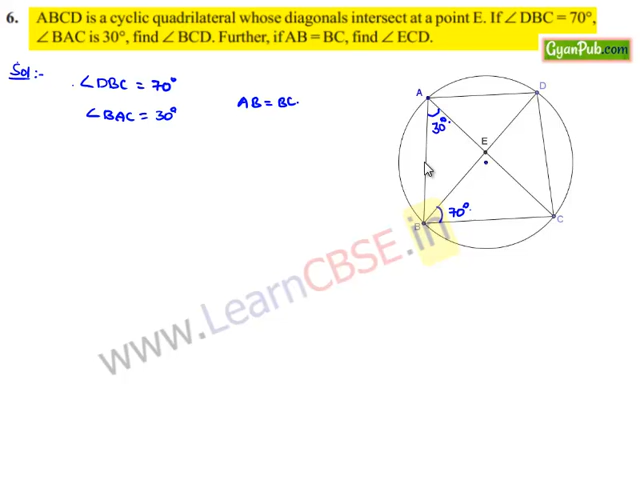 6. ABCD is a cyclic quadrilateral whose diagonals intersect at a point E. If ∠ DBC = 70°,
∠ BAC is 30°, find ∠ BCD. Further, if AB = BC, find ∠ ECD.
GyanPub.com
Sol:-
∠DBC = 70°
∠BAC = 30°
AB = BC.
A
D
30°.
E
70°.
B
C
www.LearnCBSE.in